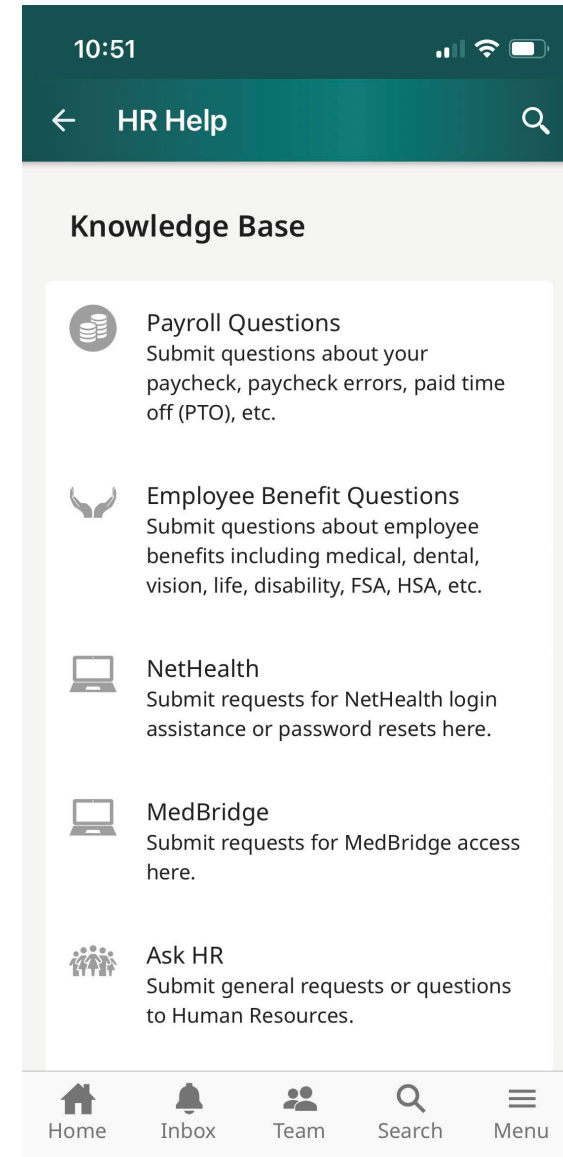 10:51
HR Help
Knowledge Base
Payroll Questions
Submit questions about your
paycheck, paycheck errors, paid time
off (PTO), etc.
Employee Benefit Questions
Submit questions about employee
benefits including medical, dental,
vision, life, disability, FSA, HSA, etc.
NetHealth
Submit requests for NetHealth login
assistance or password resets here.
MedBridge
Submit requests for MedBridge access
here.
Ask HR
Submit general requests or questions
to Human Resources.
Home Inbox Team Search Menu